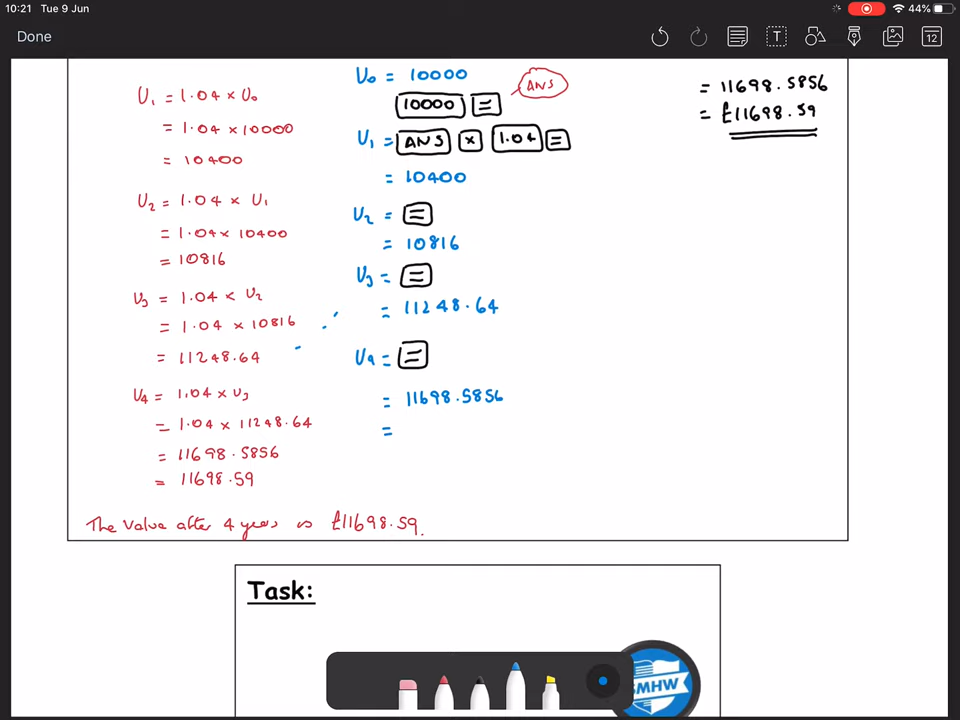 10:21 Tue 9 Jun
44%
Done
T
12
U₁ = 1.04 × U₀
= 1.04 × 10000
= 10400
U₂ = 1.04 × U₁
= 1.04 × 10400
= 10816
U₃ = 1.04 × U₂
= 1.04 × 10816
= 11248.64
U₄ = 1.04 × U₃
= 1.04 × 11248.64
= 11698.5856
= 11698.59
The value after 4 years is £11698.59.
U₀ = 10000
10000 =
ANS
U₁ = ANS × 1.04 =
= 10400
U₂ = =
= 10816
U₃ = =
= 11248.64
U₄ = =
= 11698.5856
=
= 11698.5856
= £11698.59
Task:
SMHW